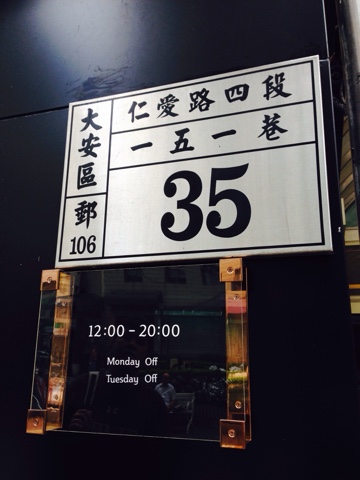 大安區
郵
106
仁愛路四段
一五一巷
35
12:00 - 20:00
Monday Off
Tuesday Off